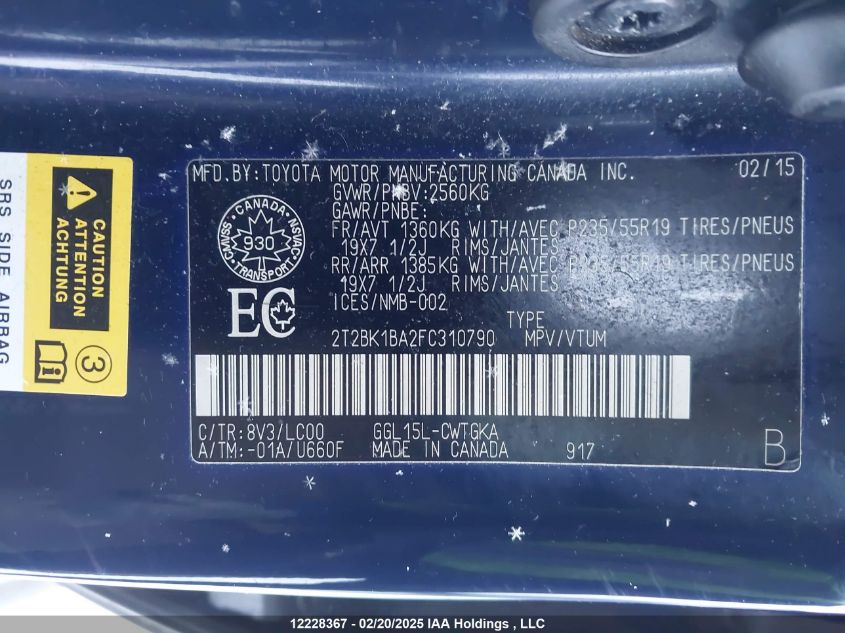 MFD.BY:TOYOTA MOTOR MANUFACTURING CANADA INC. 02/15
GVWR/PNBV:2560KG
GAWR/PNBE:
FR/AVT 1360KG WITH/AVEC P235/55R19 TIRES/PNEUS
19X7 1/2J RIMS/JANTES
RR/ARR 1385KG WITH/AVEC P235/55R19 TIRES/PNEUS
19X7 1/2J RIMS/JANTES
ICES/NMB-002
TYPE
2T2BK1BA2FC310790 MPV/VTUM
C/TR:8V3/LC00 GGL15L-CWTGKA
A/TM:-01A/U660F MADE IN CANADA 917 B
CANADA
930
TRANSPORT
CMVSS
NSVAC
EC
CAUTION
ATTENTION
ACHTUNG
3
SRS SIDE AIRBAG
12228367 - 02/20/2025 IAA Holdings , LLC